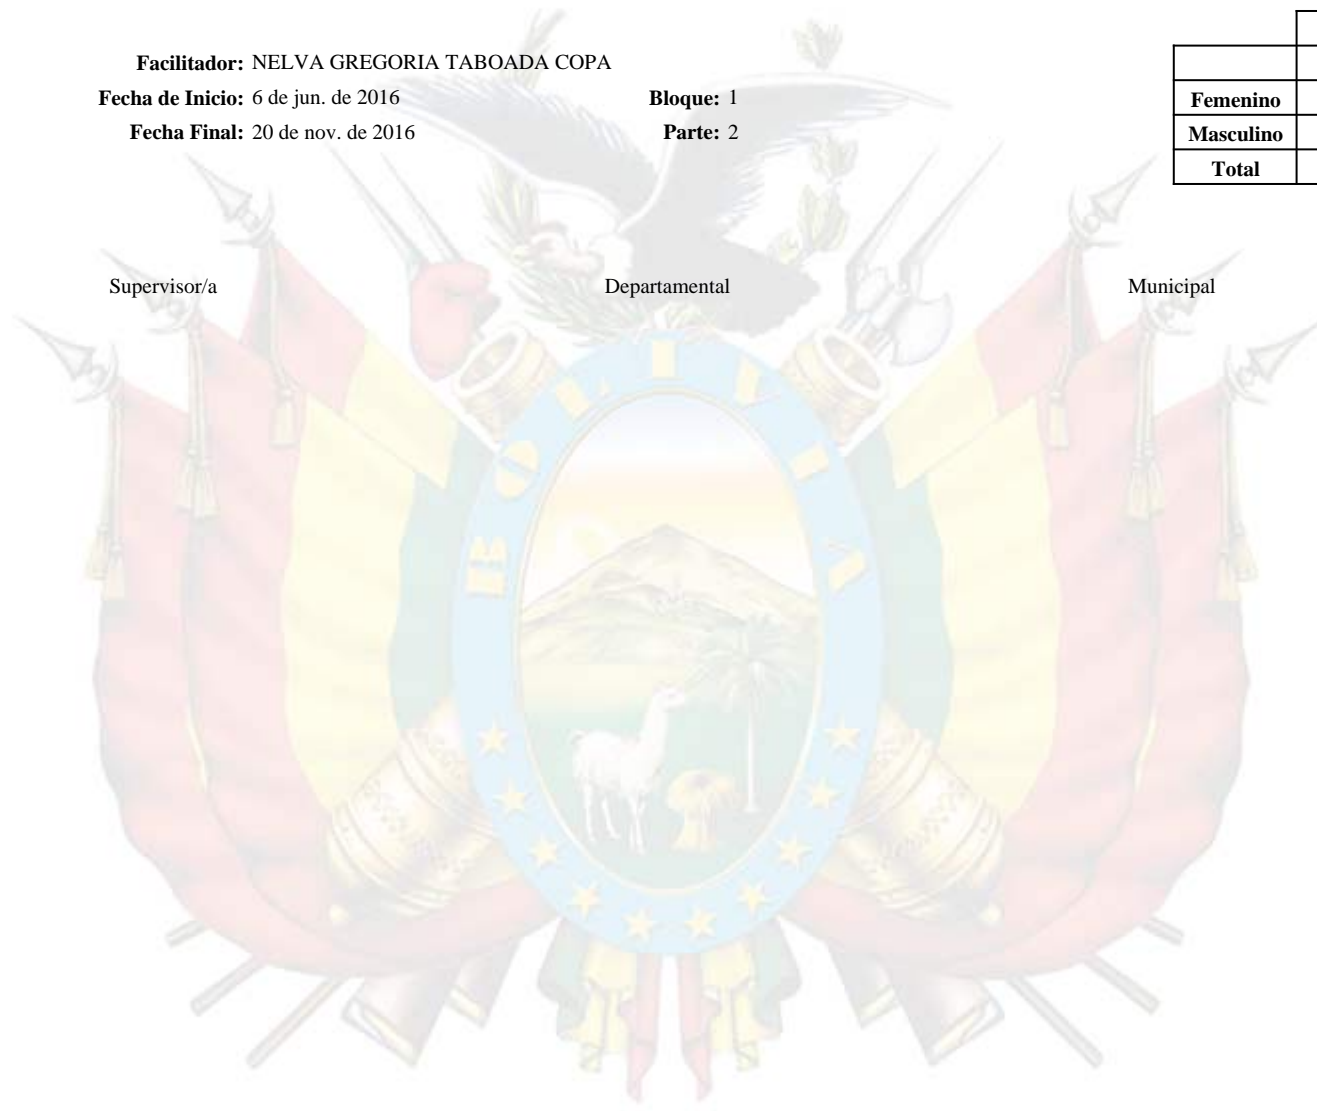 Facilitador: NELVA GREGORIA TABOADA COPA
Fecha de Inicio: 6 de jun. de 2016 Bloque: 1
Fecha Final: 20 de nov. de 2016 Parte: 2
Femenino
Masculino
Total
Supervisor/a Departamental Municipal
BOLIVIA